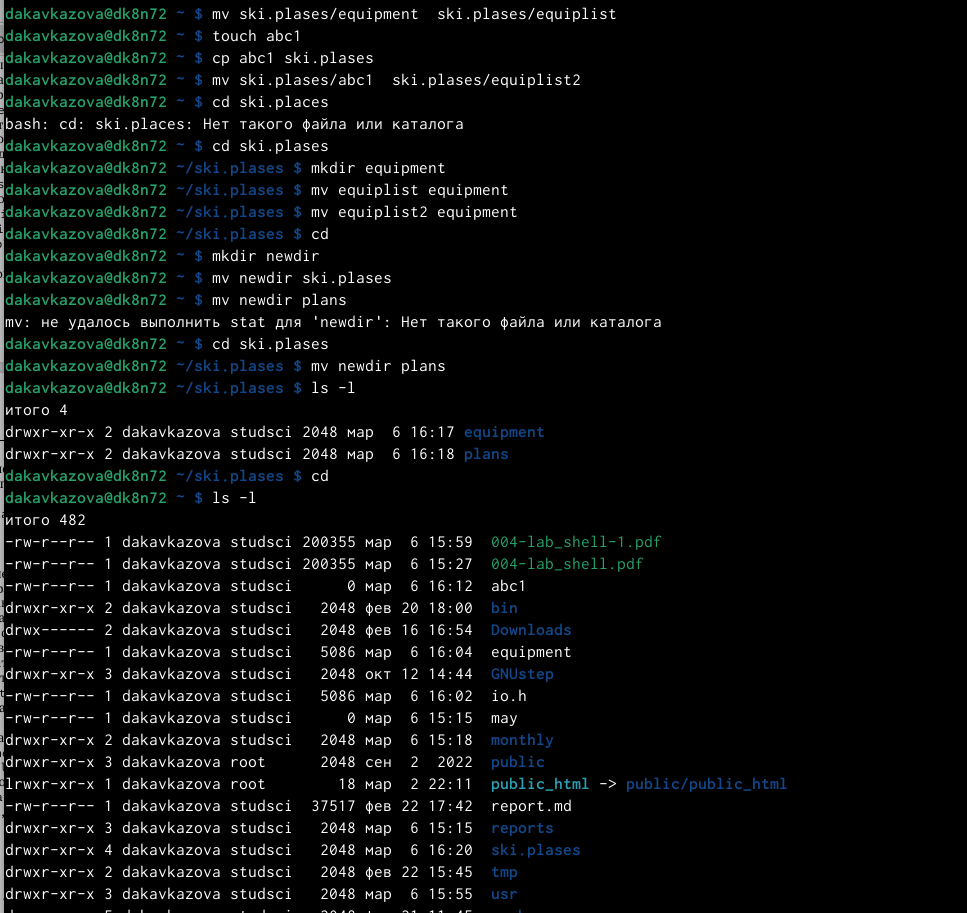 dakavkazova@dk8n72 ~ $ mv ski.plases/equipment  ski.plases/equiplist
dakavkazova@dk8n72 ~ $ touch abc1
dakavkazova@dk8n72 ~ $ cp abc1 ski.plases
dakavkazova@dk8n72 ~ $ mv ski.plases/abc1  ski.plases/equiplist2
dakavkazova@dk8n72 ~ $ cd ski.places
bash: cd: ski.places: Нет такого файла или каталога
dakavkazova@dk8n72 ~ $ cd ski.plases
dakavkazova@dk8n72 ~/ski.plases $ mkdir equipment
dakavkazova@dk8n72 ~/ski.plases $ mv equiplist equipment
dakavkazova@dk8n72 ~/ski.plases $ mv equiplist2 equipment
dakavkazova@dk8n72 ~/ski.plases $ cd
dakavkazova@dk8n72 ~ $ mkdir newdir
dakavkazova@dk8n72 ~ $ mv newdir ski.plases
dakavkazova@dk8n72 ~ $ mv newdir plans
mv: не удалось выполнить stat для 'newdir': Нет такого файла или каталога
dakavkazova@dk8n72 ~ $ cd ski.plases
dakavkazova@dk8n72 ~/ski.plases $ mv newdir plans
dakavkazova@dk8n72 ~/ski.plases $ ls -l
итого 4
drwxr-xr-x 2 dakavkazova studsci 2048 мар  6 16:17 equipment
drwxr-xr-x 2 dakavkazova studsci 2048 мар  6 16:18 plans
dakavkazova@dk8n72 ~/ski.plases $ cd
dakavkazova@dk8n72 ~ $ ls -l
итого 482
-rw-r--r-- 1 dakavkazova studsci 200355 мар  6 15:59  004-lab_shell-1.pdf
-rw-r--r-- 1 dakavkazova studsci 200355 мар  6 15:27  004-lab_shell.pdf
-rw-r--r-- 1 dakavkazova studsci      0 мар  6 16:12  abc1
drwxr-xr-x 2 dakavkazova studsci   2048 фев 20 18:00  bin
drwx------ 2 dakavkazova studsci   2048 фев 16 16:54  Downloads
-rw-r--r-- 1 dakavkazova studsci   5086 мар  6 16:04  equipment
drwxr-xr-x 3 dakavkazova studsci   2048 окт 12 14:44  GNUstep
-rw-r--r-- 1 dakavkazova studsci   5086 мар  6 16:02  io.h
-rw-r--r-- 1 dakavkazova studsci      0 мар  6 15:15  may
drwxr-xr-x 2 dakavkazova studsci   2048 мар  6 15:18  monthly
drwxr-xr-x 3 dakavkazova root      2048 сен  2  2022  public
lrwxr-xr-x 1 dakavkazova root        18 мар  2 22:11  public_html -> public/public_html
-rw-r--r-- 1 dakavkazova studsci  37517 фев 22 17:42  report.md
drwxr-xr-x 3 dakavkazova studsci   2048 мар  6 15:15  reports
drwxr-xr-x 4 dakavkazova studsci   2048 мар  6 16:20  ski.plases
drwxr-xr-x 2 dakavkazova studsci   2048 фев 22 15:45  tmp
drwxr-xr-x 3 dakavkazova studsci   2048 мар  6 15:55  usr